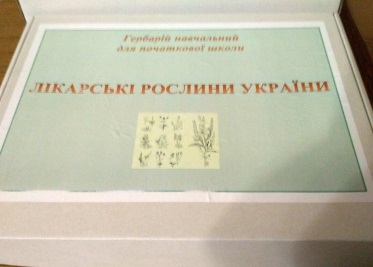 Гербарій навчальний
для початкової школи
ЛІКАРСЬКІ РОСЛИНИ УКРАЇНИ